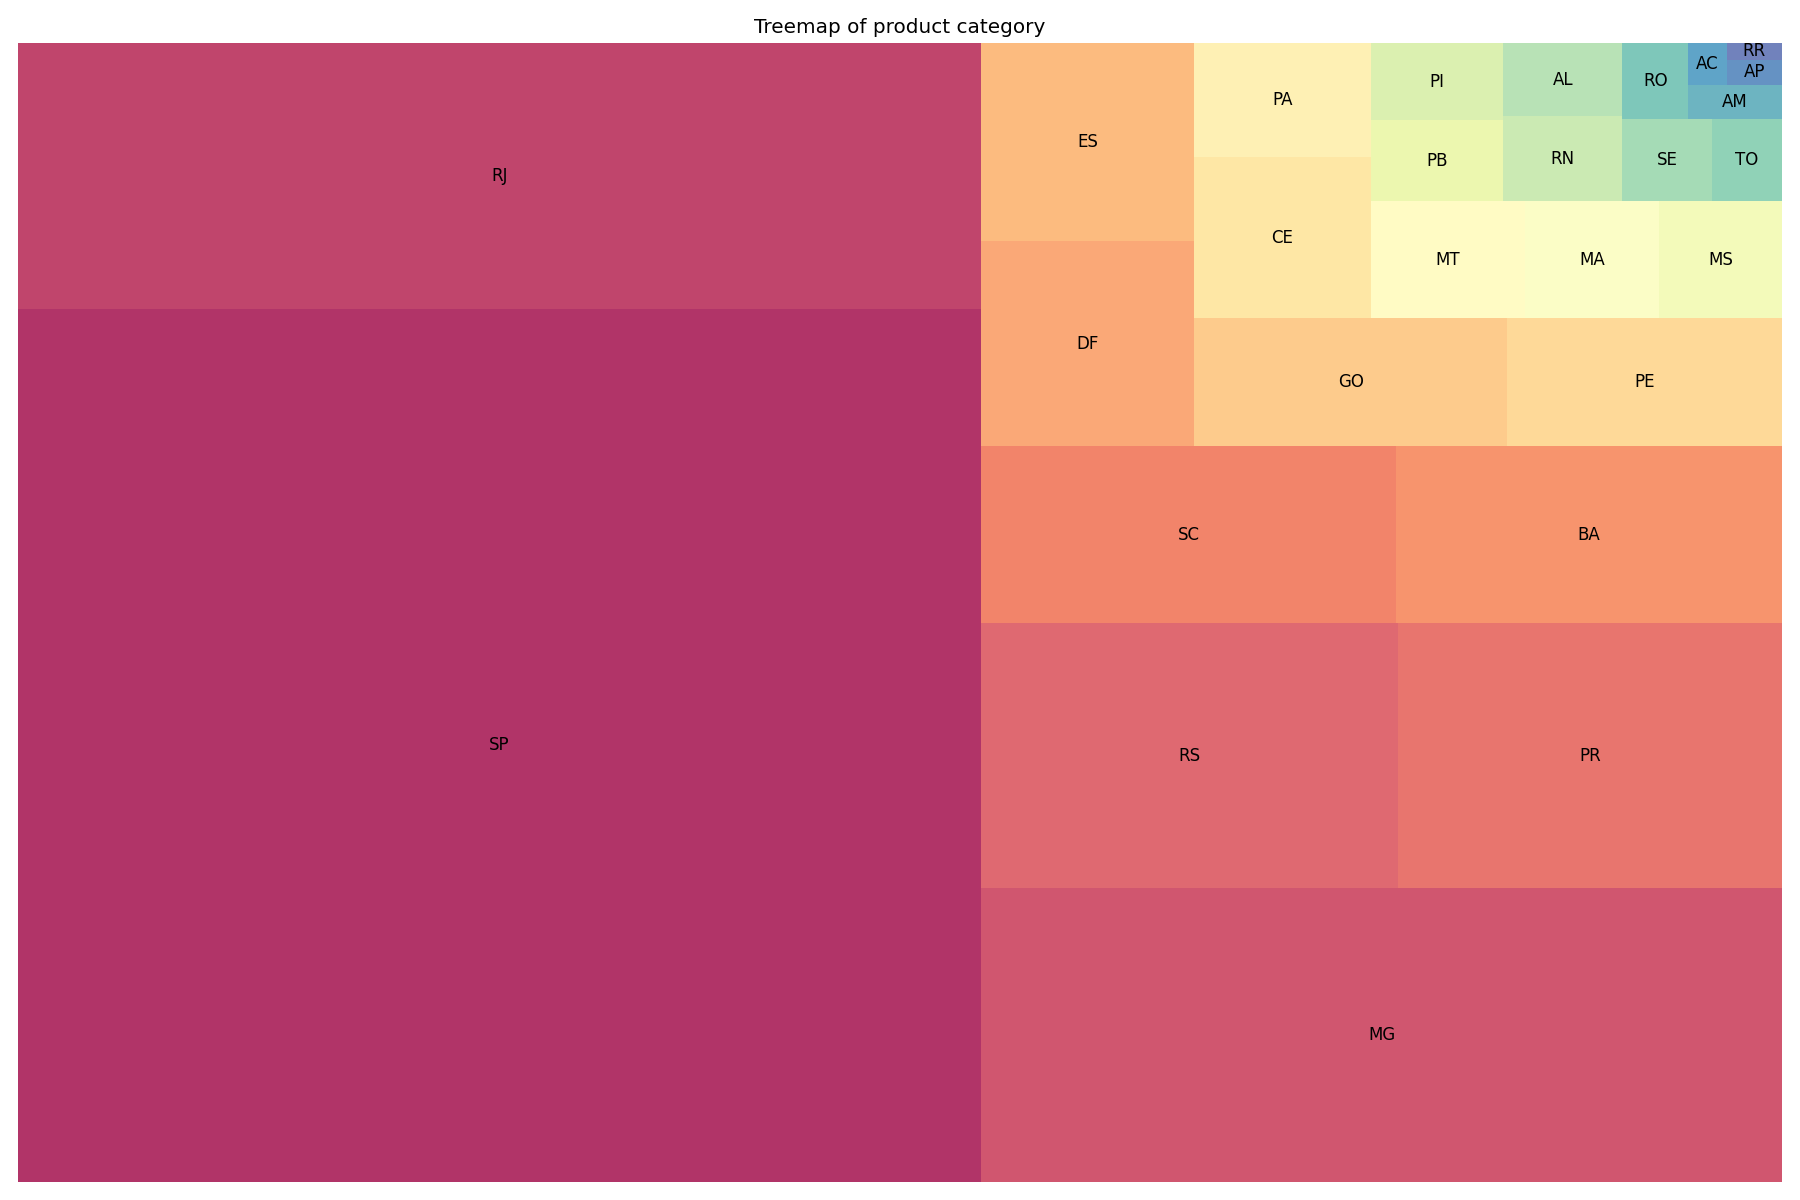 Treemap of product category
RR
AC
AP
PI
AL
RO
PA
AM
ES
PB
RN
SE
TO
RJ
CE
MT
MA
MS
DF
GO
PE
SC
BA
SP
RS
PR
MG